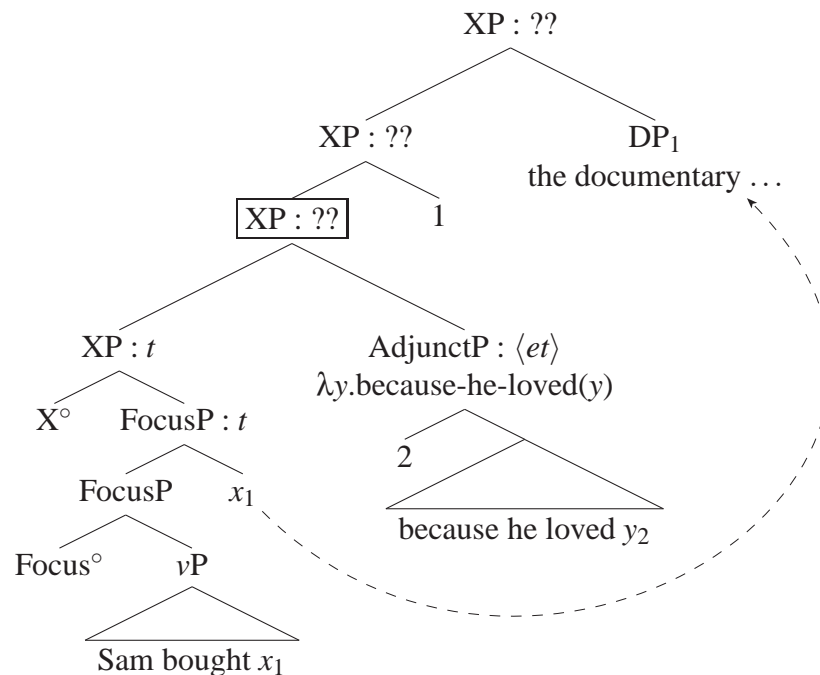 XP : ??
XP : ?? DP₁
the documentary …
XP : ?? 1
XP : t AdjunctP : ⟨et⟩
λy.because-he-loved(y)
X° FocusP : t 2
FocusP x₁
because he loved y₂
Focus° vP
Sam bought x₁